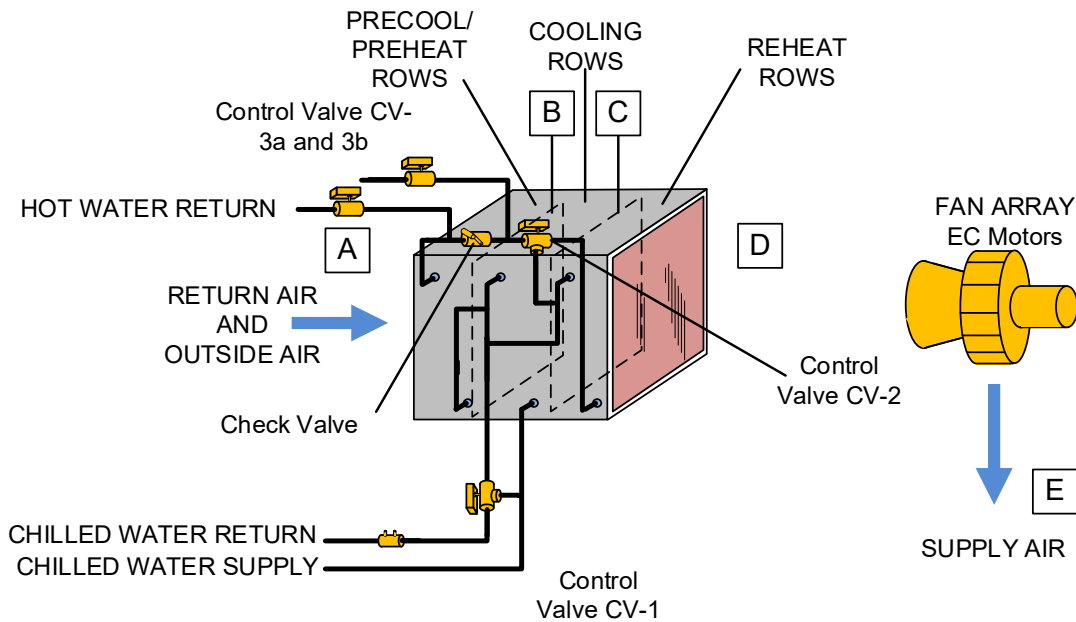 PRECOOL/
PREHEAT
ROWS
COOLING
ROWS
REHEAT
ROWS
Control Valve CV-
3a and 3b
B
C
HOT WATER RETURN
A
D
FAN ARRAY
EC Motors
RETURN AIR
AND
OUTSIDE AIR
Check Valve
Control
Valve CV-2
E
CHILLED WATER RETURN
CHILLED WATER SUPPLY
SUPPLY AIR
Control
Valve CV-1